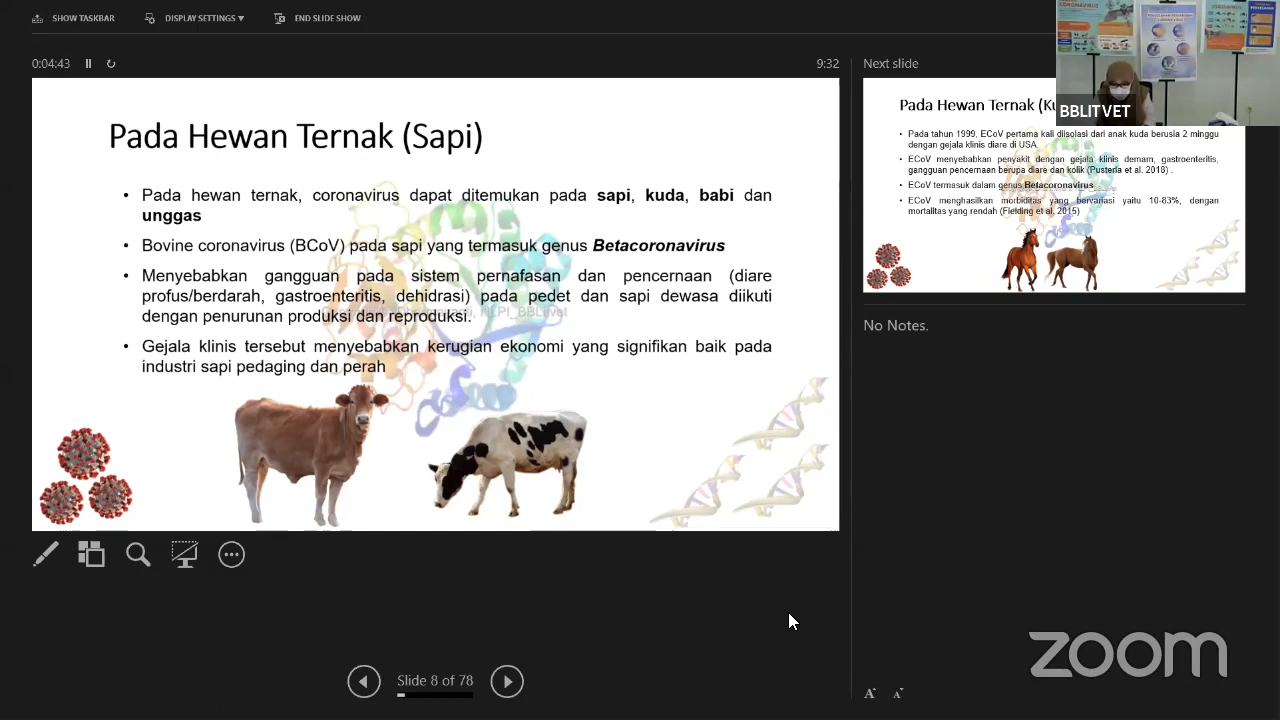 SHOW TASKBAR
DISPLAY SETTINGS ▾
END SLIDE SHOW
0:04:43
9:32
Pada Hewan Ternak (Sapi)
• Pada hewan ternak, coronavirus dapat ditemukan pada sapi, kuda, babi dan
unggas
• Bovine coronavirus (BCoV) pada sapi yang termasuk genus Betacoronavirus
• Menyebabkan gangguan pada sistem pernafasan dan pencernaan (diare
profus/berdarah, gastroenteritis, dehidrasi) pada pedet dan sapi dewasa diikuti
dengan penurunan produksi dan reproduksi.
• Gejala klinis tersebut menyebabkan kerugian ekonomi yang signifikan baik pada
industri sapi pedaging dan perah
Slide 8 of 78
Next slide
BBLITVET
Pada Hewan Ternak (Ku
• Pada tahun 1999, ECoV pertama kali diisolasi dari anak kuda berusia 2 minggu
dengan gejala klinis diare di USA.
• ECoV menyebabkan penyakit dengan gejala klinis demam, gastroenteritis,
gangguan pencernaan berupa diare dan kolik (Pusteria et al. 2018) .
• ECoV termasuk dalam genus Betacoronavirus
• ECoV menghasilkan morbiditas yang bervariasi yaitu 10-83%, dengan
mortalitas yang rendah (Fielding et al. 2015)
No Notes.
zoom
A A